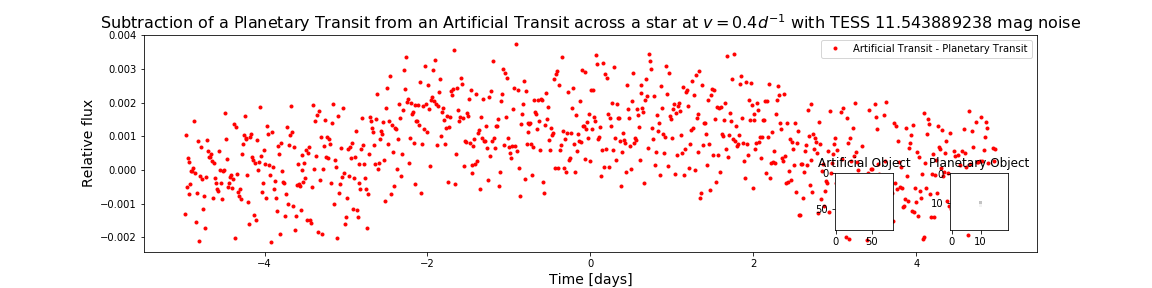 Subtraction of a Planetary Transit from an Artificial Transit across a star at v = 0.4d⁻¹ with TESS 11.543889238 mag noise
Artificial Transit - Planetary Transit
Relative flux
0.004
0.003
0.002
0.001
0.000
−0.001
−0.002
Artificial Object
0
50
0 50
Planetary Object
0
10
0 10
−4 −2 0 2 4
Time [days]